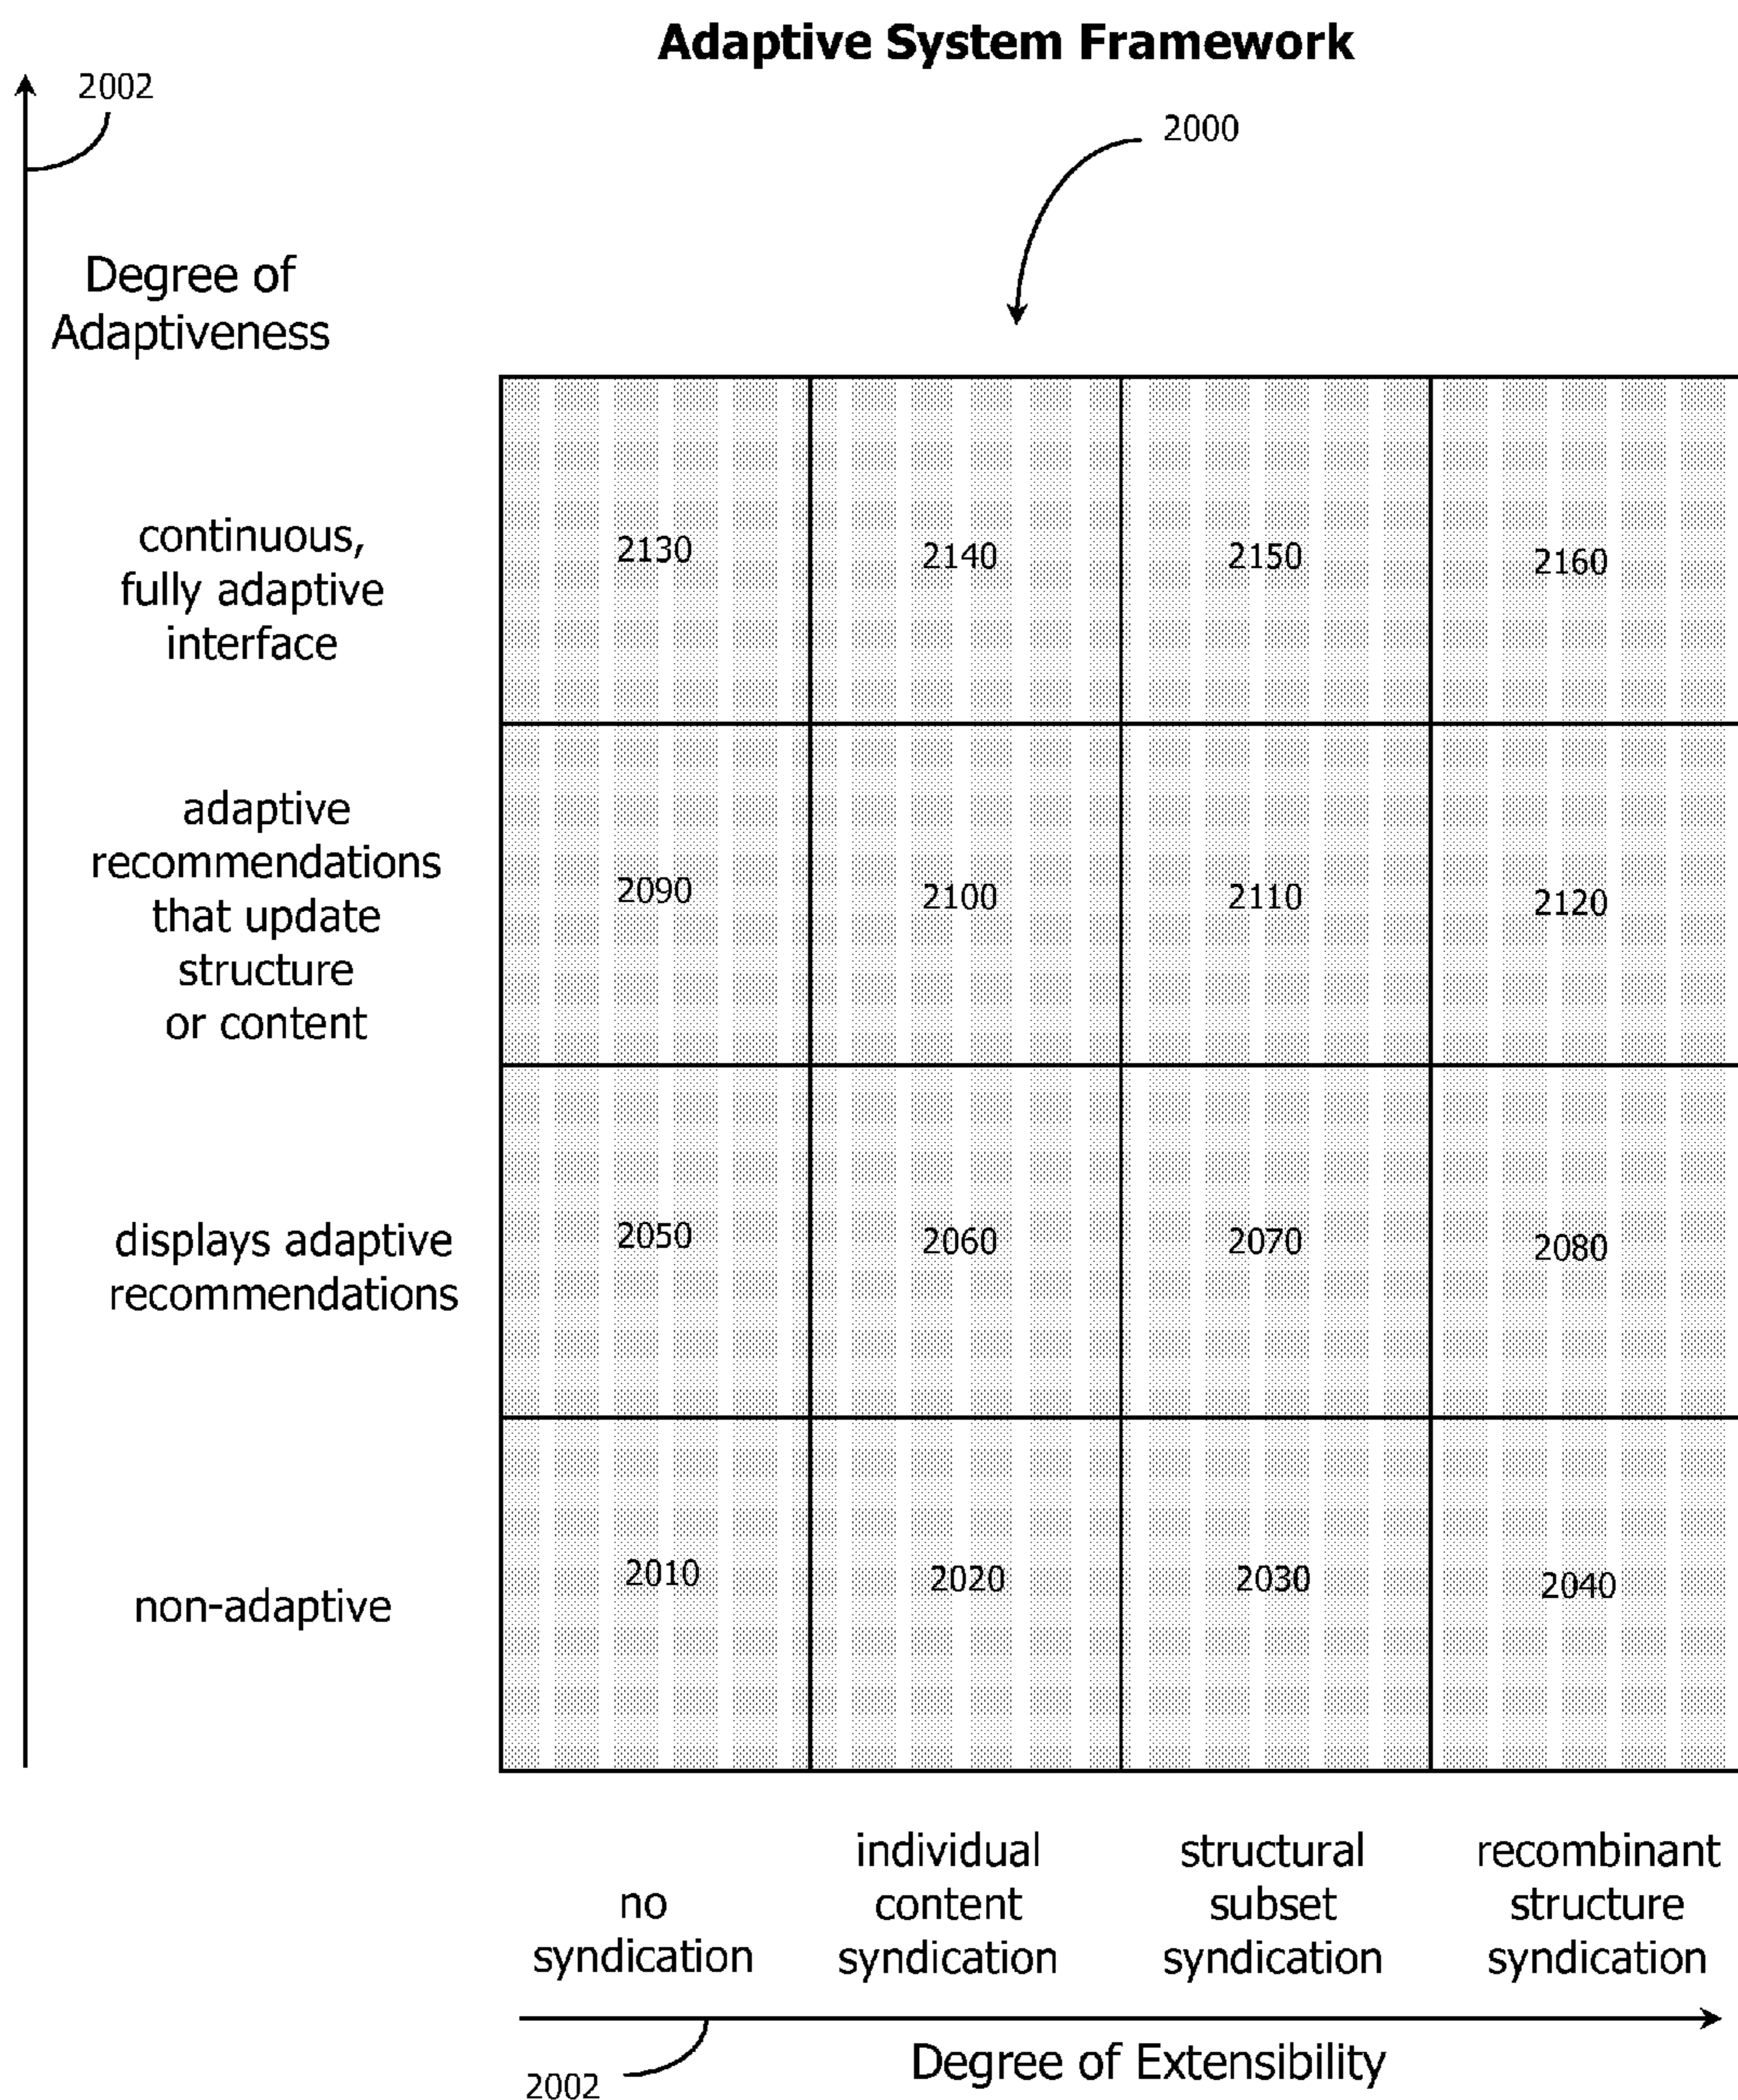 Adaptive System Framework
2002
2000
Degree of
Adaptiveness
continuous,
fully adaptive
interface
2130
2140
2150
2160
adaptive
recommendations
that update
structure
or content
2090
2100
2110
2120
displays adaptive
recommendations
2050
2060
2070
2080
non-adaptive
2010
2020
2030
2040
no
syndication
individual
content
syndication
structural
subset
syndication
recombinant
structure
syndication
2002
Degree of Extensibility